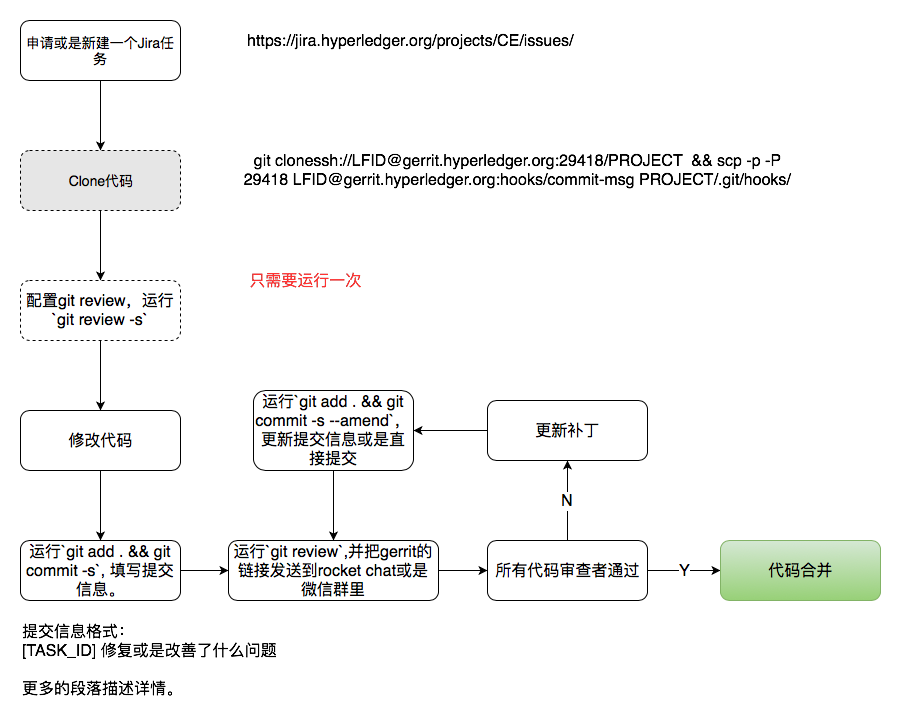 申请或是新建一个Jira任
务
https://jira.hyperledger.org/projects/CE/issues/
Clone代码
git clonessh://LFID@gerrit.hyperledger.org:29418/PROJECT && scp -p -P
29418 LFID@gerrit.hyperledger.org:hooks/commit-msg PROJECT/.git/hooks/
配置git review，运行
`git review -s`
只需要运行一次
修改代码
运行`git add . && git
commit -s --amend`,
更新提交信息或是直
接提交
更新补丁
N
运行`git add . && git
commit -s`, 填写提交
信息。
运行`git review`,并把gerrit的
链接发送到rocket chat或是
微信群里
所有代码审查者通过
Y
代码合并
提交信息格式：
[TASK_ID] 修复或是改善了什么问题
更多的段落描述详情。